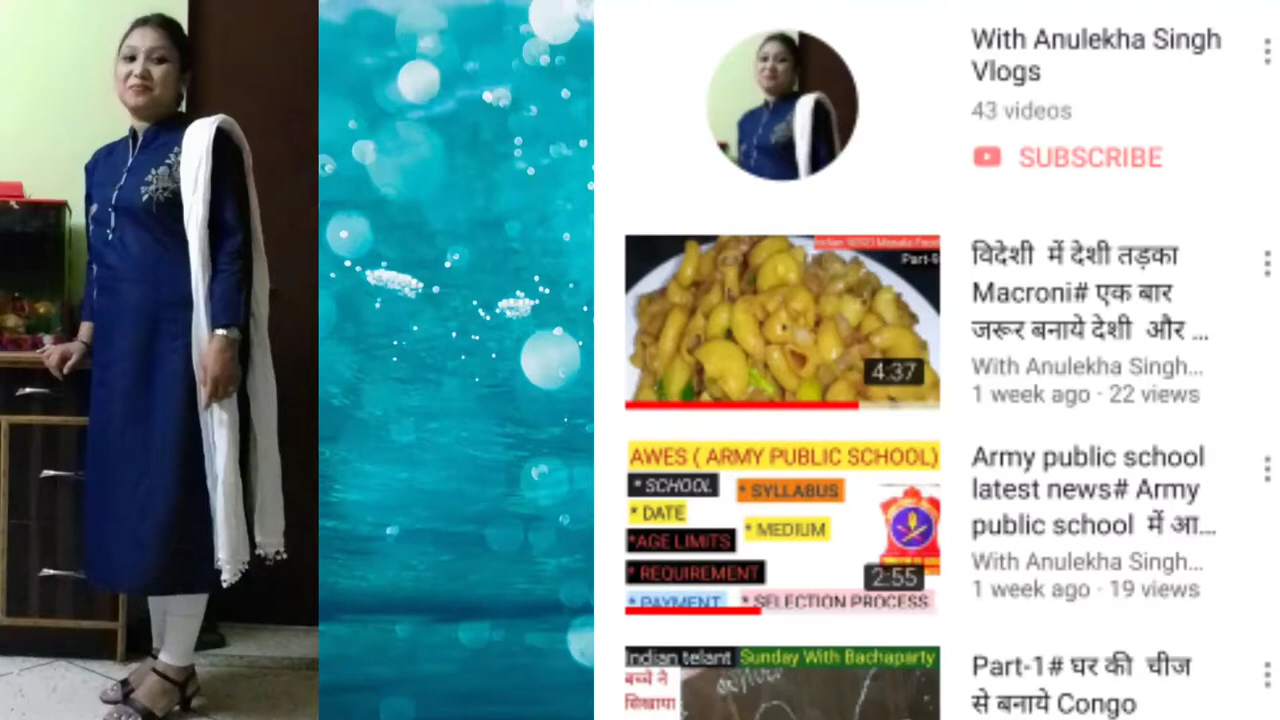 With Anulekha Singh
Vlogs
43 videos
SUBSCRIBE
Part-9
4:37
विदेशी में देशी तड़का
Macroni# एक बार
जरूर बनाये देशी और ...
With Anulekha Singh...
1 week ago · 22 views
AWES ( ARMY PUBLIC SCHOOL)
* SCHOOL
* SYLLABUS
* DATE
* MEDIUM
*AGE LIMITS
* REQUIREMENT
2:55
* PAYMENT
* SELECTION PROCESS
Army public school
latest news# Army
public school में आ...
With Anulekha Singh...
1 week ago · 19 views
Indian telant
Sunday With Bachaparty
बच्चे ने
सिखाया
Part-1# घर की चीज
से बनाये Congo